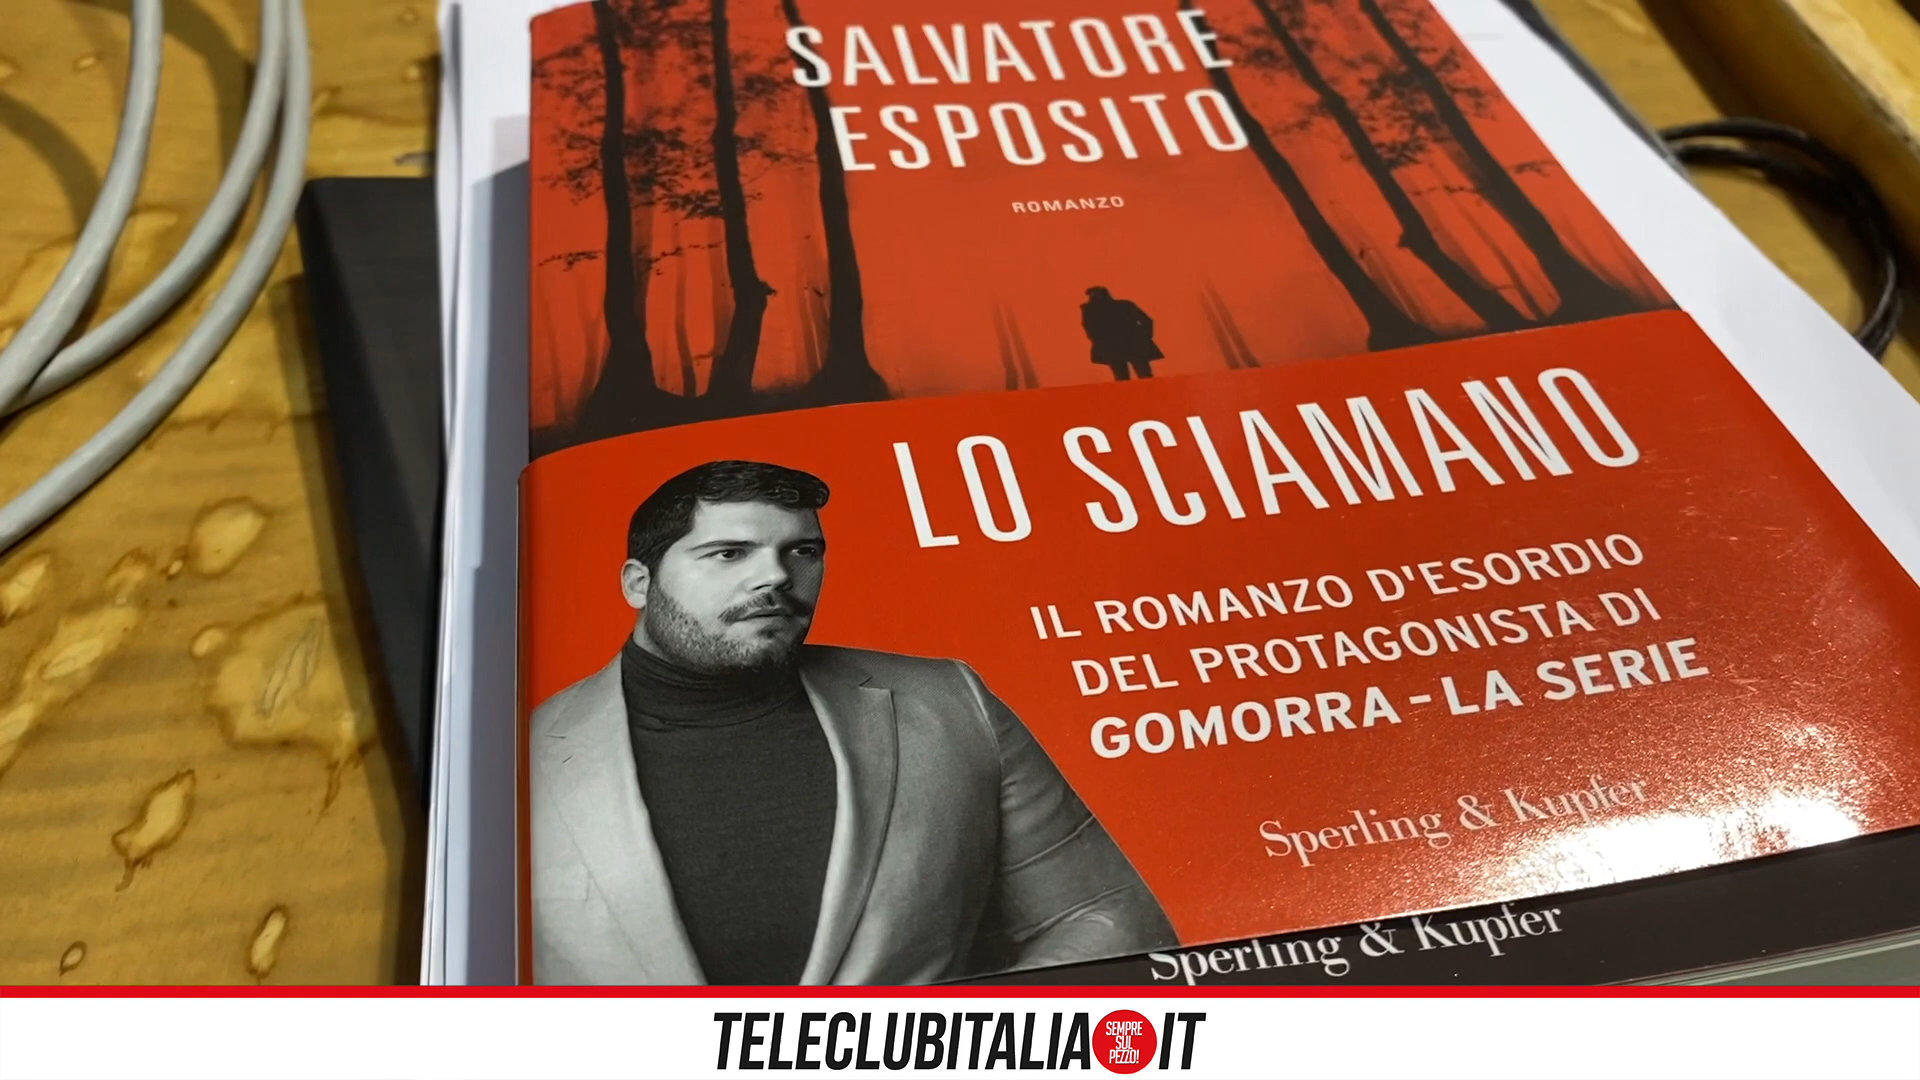 SALVATORE
ESPOSITO
ROMANZO
LO SCIAMANO
IL ROMANZO D'ESORDIO
DEL PROTAGONISTA DI
GOMORRA - LA SERIE
Sperling & Kupfer
Sperling & Kupfer
TELECLUBITALIA IT
SEMPRE
SUL
PEZZO!